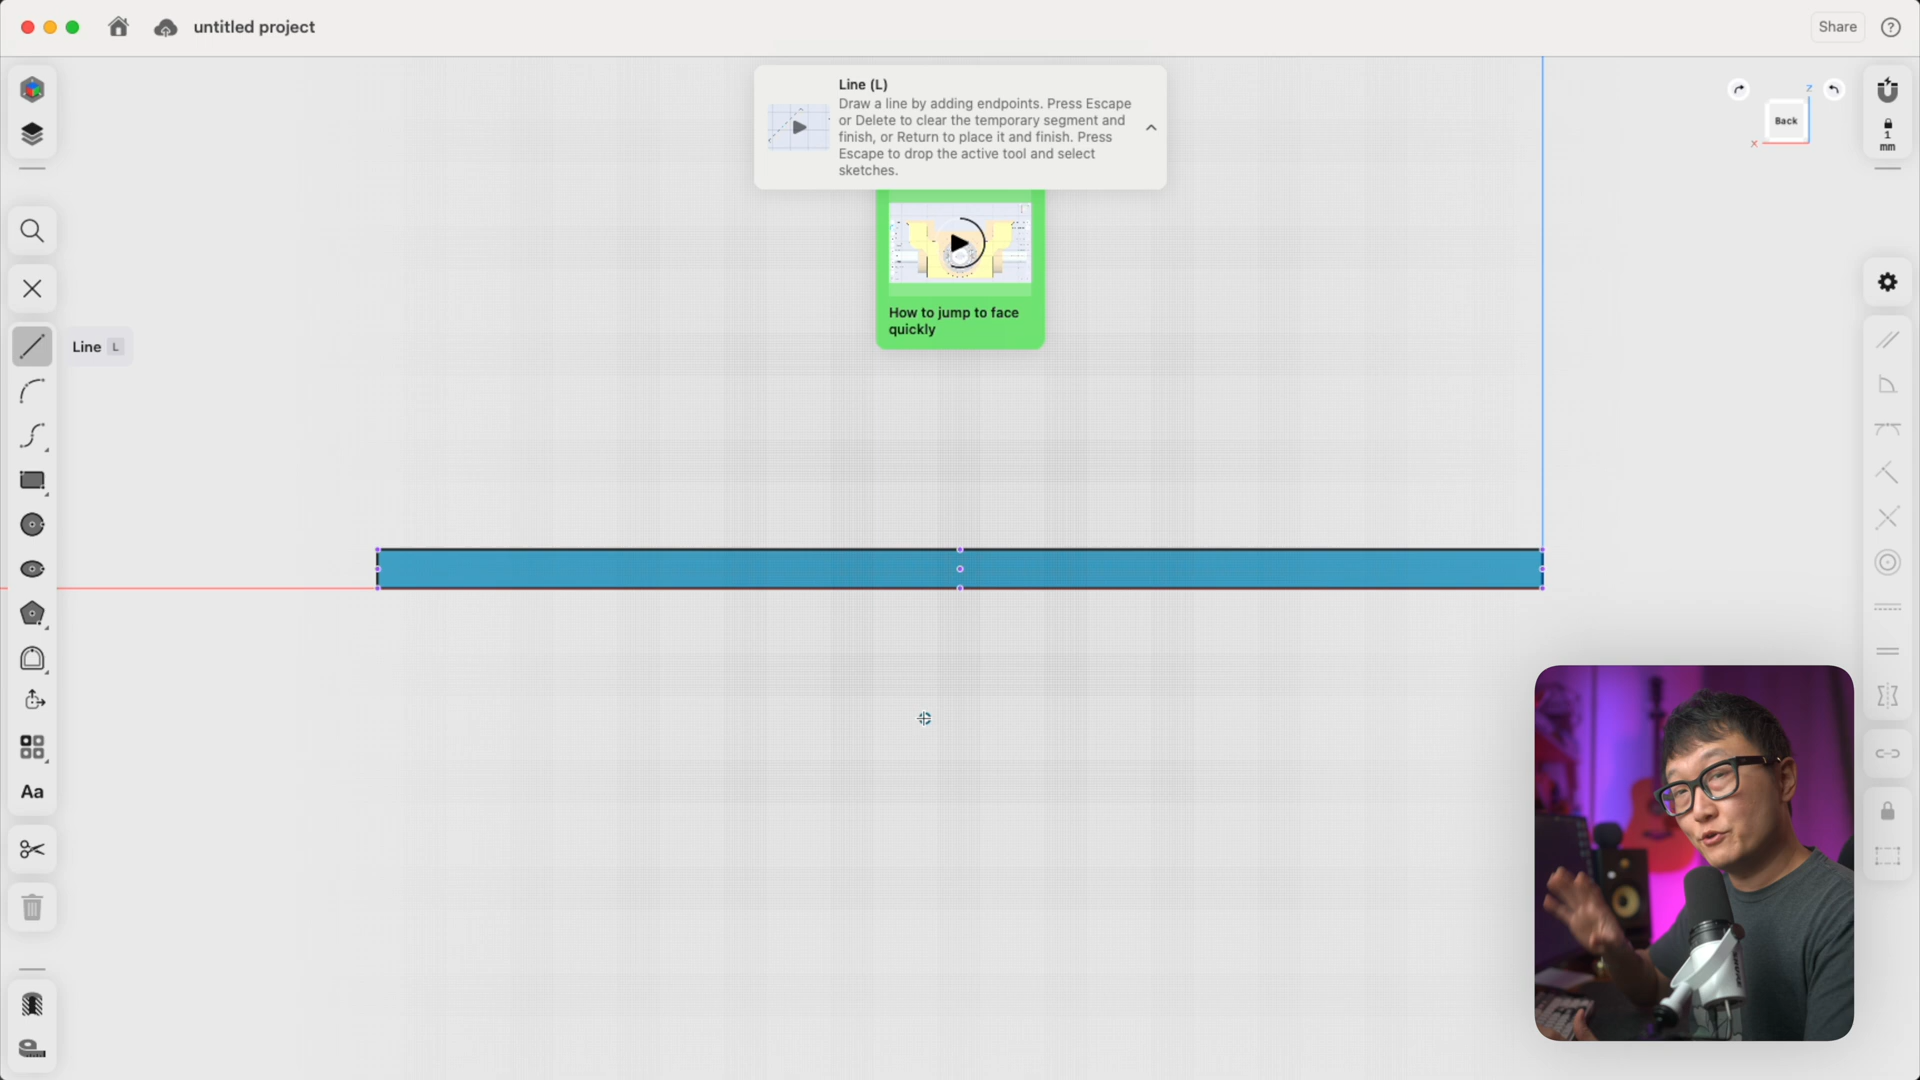 untitled project
Share
?
Line (L)
Draw a line by adding endpoints. Press Escape
or Delete to clear the temporary segment and
finish, or Return to place it and finish. Press
Escape to drop the active tool and select
sketches.
Z
Back
X
1
mm
How to jump to face
quickly
Line L
Aa